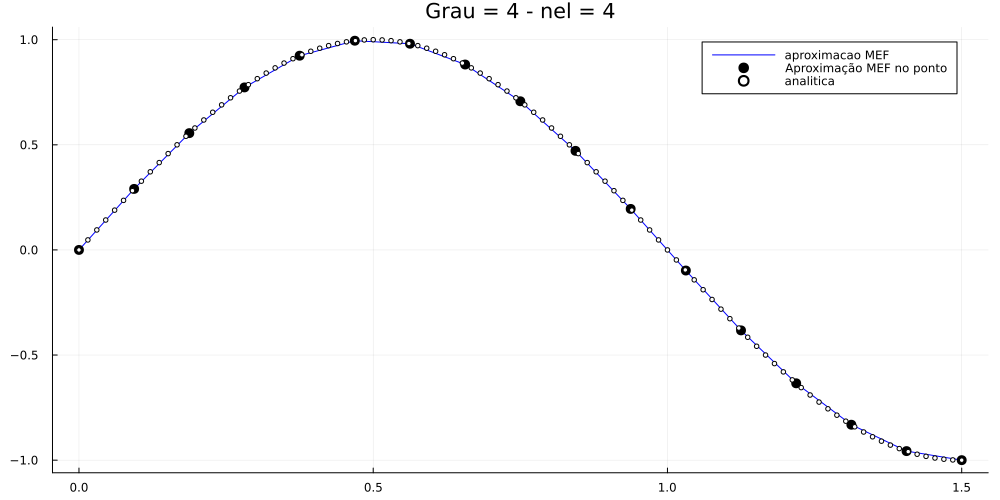 Grau = 4 - nel = 4
aproximacao MEF
Aproximação MEF no ponto
analitica
1.0
0.5
0.0
−0.5
−1.0
0.0 0.5 1.0 1.5